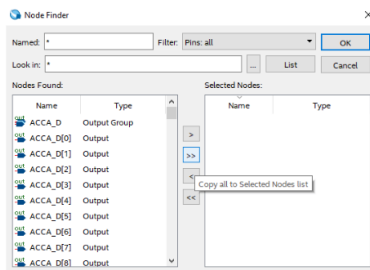 Node Finder
Named: * Filter: Pins: all OK
Look in: * ... List Cancel
Nodes Found: Selected Nodes:
Name Type Name Type
ACCA_D Output Group
ACCA_D[0] Output
ACCA_D[1] Output
ACCA_D[2] Output
ACCA_D[3] Output
ACCA_D[4] Output
ACCA_D[5] Output
ACCA_D[6] Output
ACCA_D[7] Output
ACCA_D[8] Output
>
>>
<
Copy all to Selected Nodes list
<<